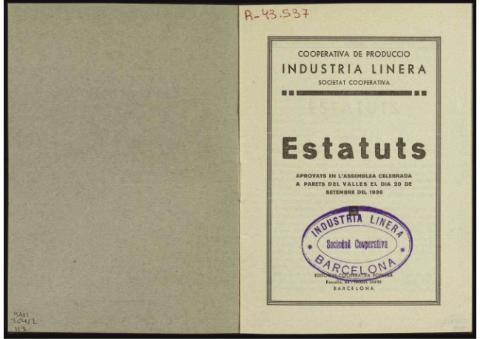 A-43.537
COOPERATIVA DE PRODUCCIO
INDUSTRIA LINERA
SOCIETAT COOPERATIVA
Estatuts
APROVATS EN L'ASSEMBLEA CELEBRADA
A PARETS DEL VALLES EL DIA 20 DE
SETEMBRE DEL 1936
INDUSTRIA LINERA
Sociedad Cooperativa
BARCELONA
BARCELONA